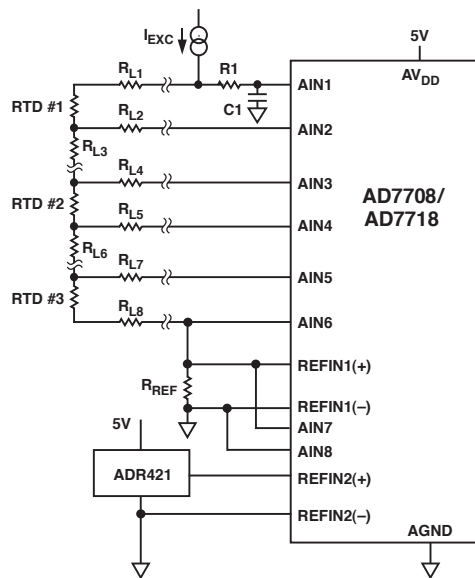 I_EXC
5V
R_L1
R1
AV_DD
AIN1
RTD #1
R_L2
C1
AIN2
R_L3
R_L4
AIN3
AD7708/
AD7718
RTD #2
R_L5
AIN4
R_L6
R_L7
AIN5
RTD #3
R_L8
AIN6
REFIN1(+)
R_REF
REFIN1(–)
AIN7
5V
AIN8
ADR421
REFIN2(+)
REFIN2(–)
AGND